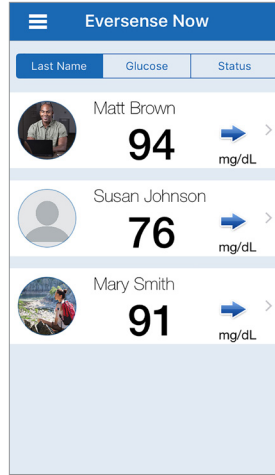 Eversense Now
Last Name Glucose Status
Matt Brown
94
mg/dL
Susan Johnson
76
mg/dL
Mary Smith
91
mg/dL